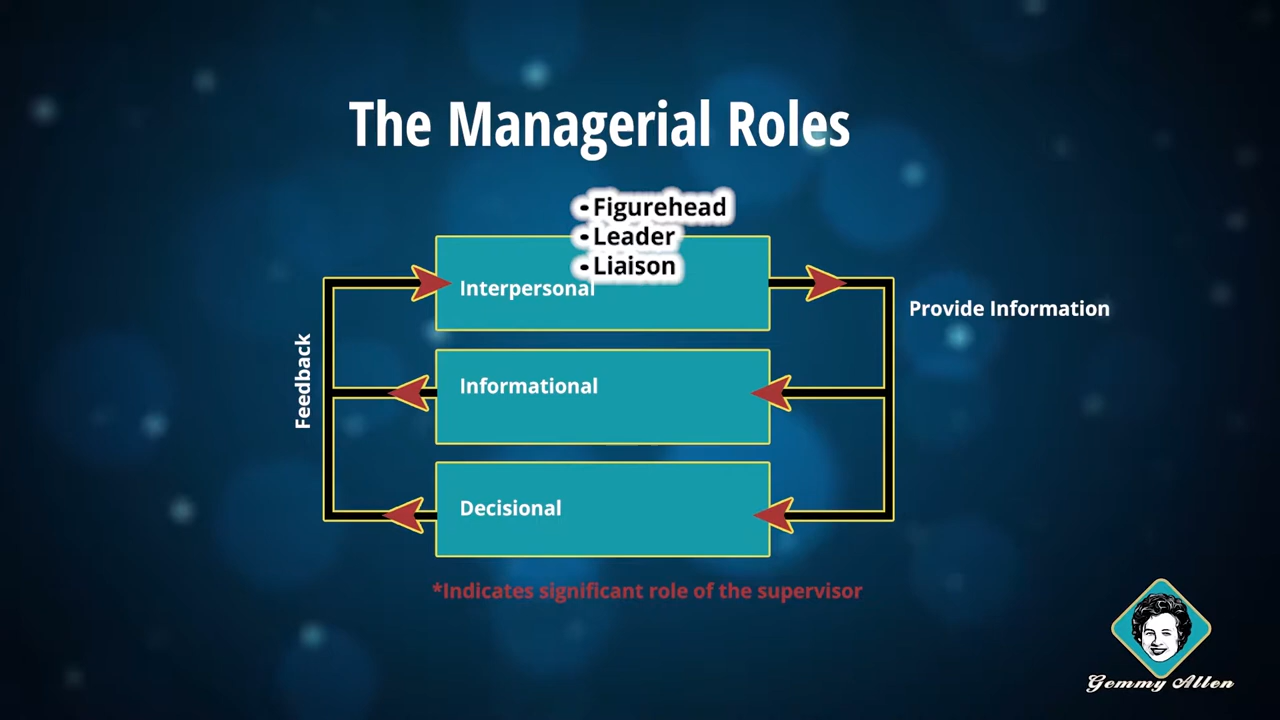 The Managerial Roles
• Figurehead
• Leader
• Liaison
Interpersonal
Provide Information
Feedback
Informational
Decisional
*Indicates significant role of the supervisor
Gemmy Allen